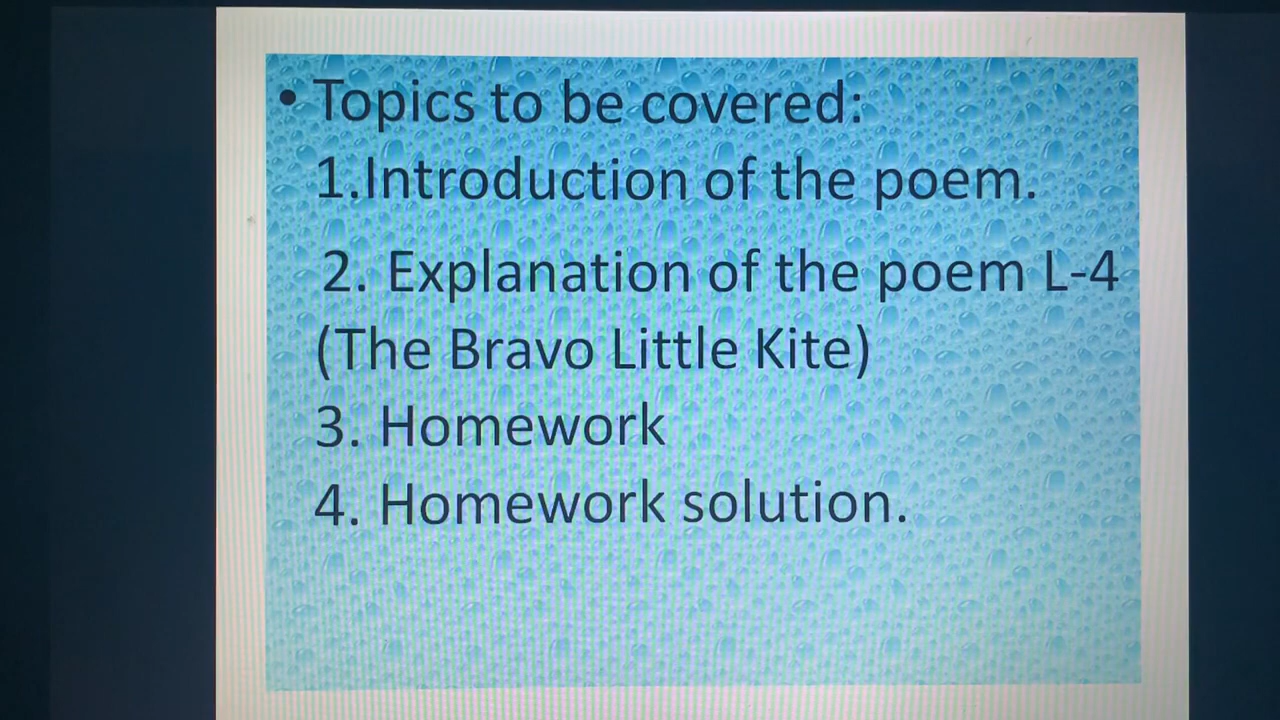 • Topics to be covered:
1.Introduction of the poem.
2. Explanation of the poem L-4
(The Bravo Little Kite)
3. Homework
4. Homework solution.